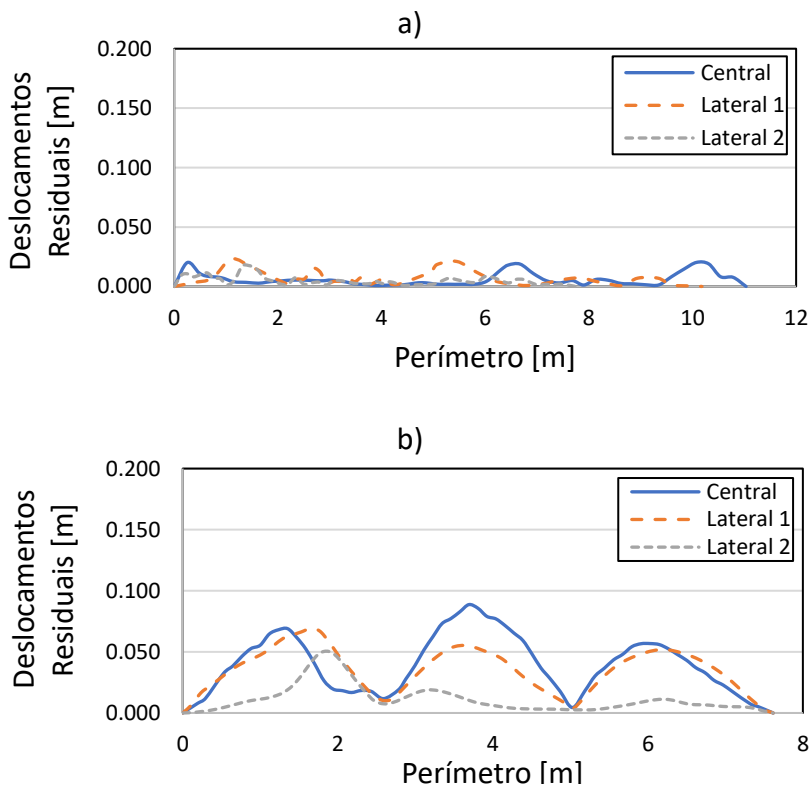 a)
Deslocamentos
Residuais [m]
0.200
0.150
0.100
0.050
0.000
Central
Lateral 1
Lateral 2
0 2 4 6 8 10 12
Perímetro [m]
b)
Deslocamentos
Residuais [m]
0.200
0.150
0.100
0.050
0.000
Central
Lateral 1
Lateral 2
0 2 4 6 8
Perímetro [m]